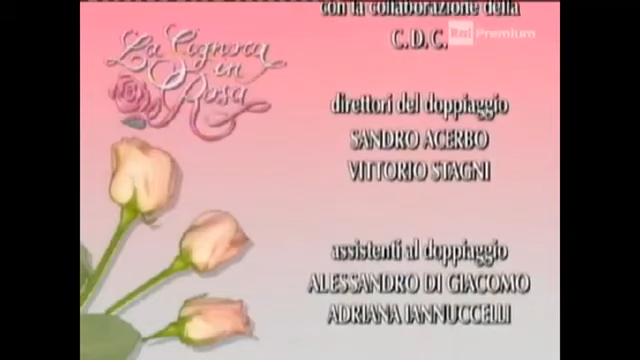 La Signora
in
Rosa
con la collaborazione della
C.D.C.
Rai Premium
direttori del doppiaggio
SANDRO ACERBO
VITTORIO STAGNI
assistenti al doppiaggio
ALESSANDRO DI GIACOMO
ADRIANA IANNUCCELLI